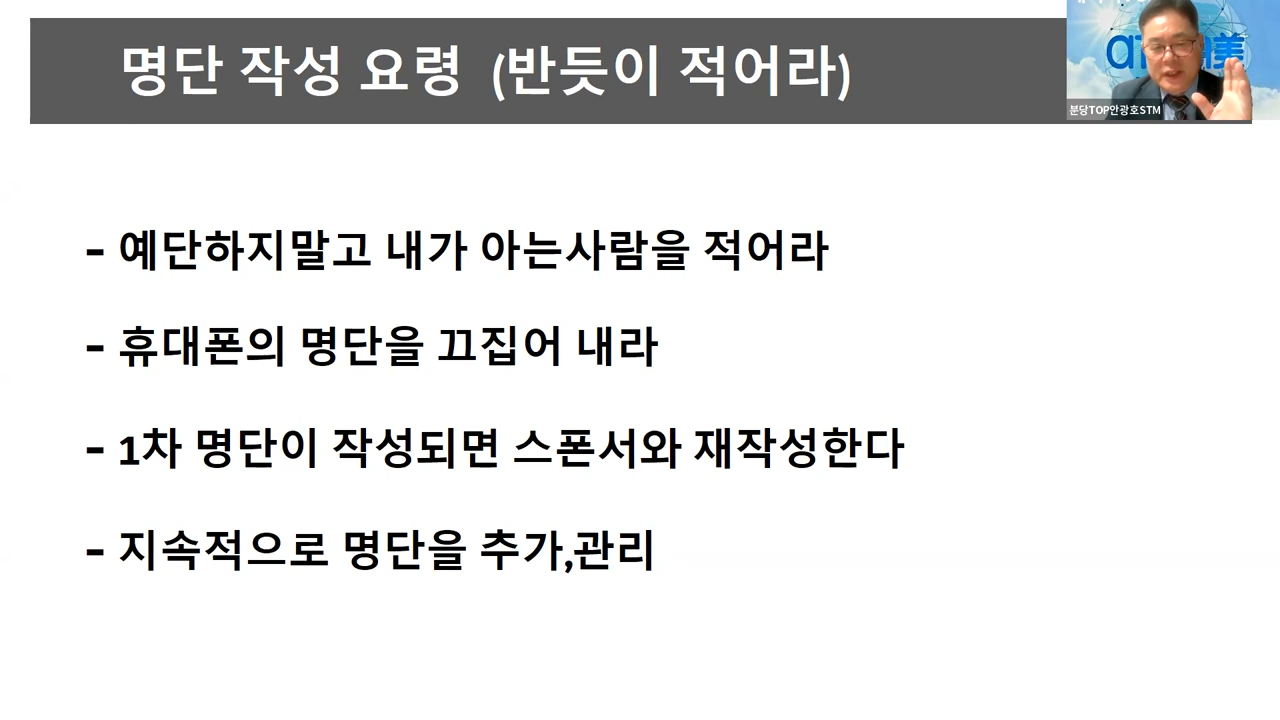 명단 작성 요령 (반듯이 적어라)
분당TOP안광호STM
- 예단하지말고 내가 아는사람을 적어라
- 휴대폰의 명단을 끄집어 내라
- 1차 명단이 작성되면 스폰서와 재작성한다
- 지속적으로 명단을 추가,관리